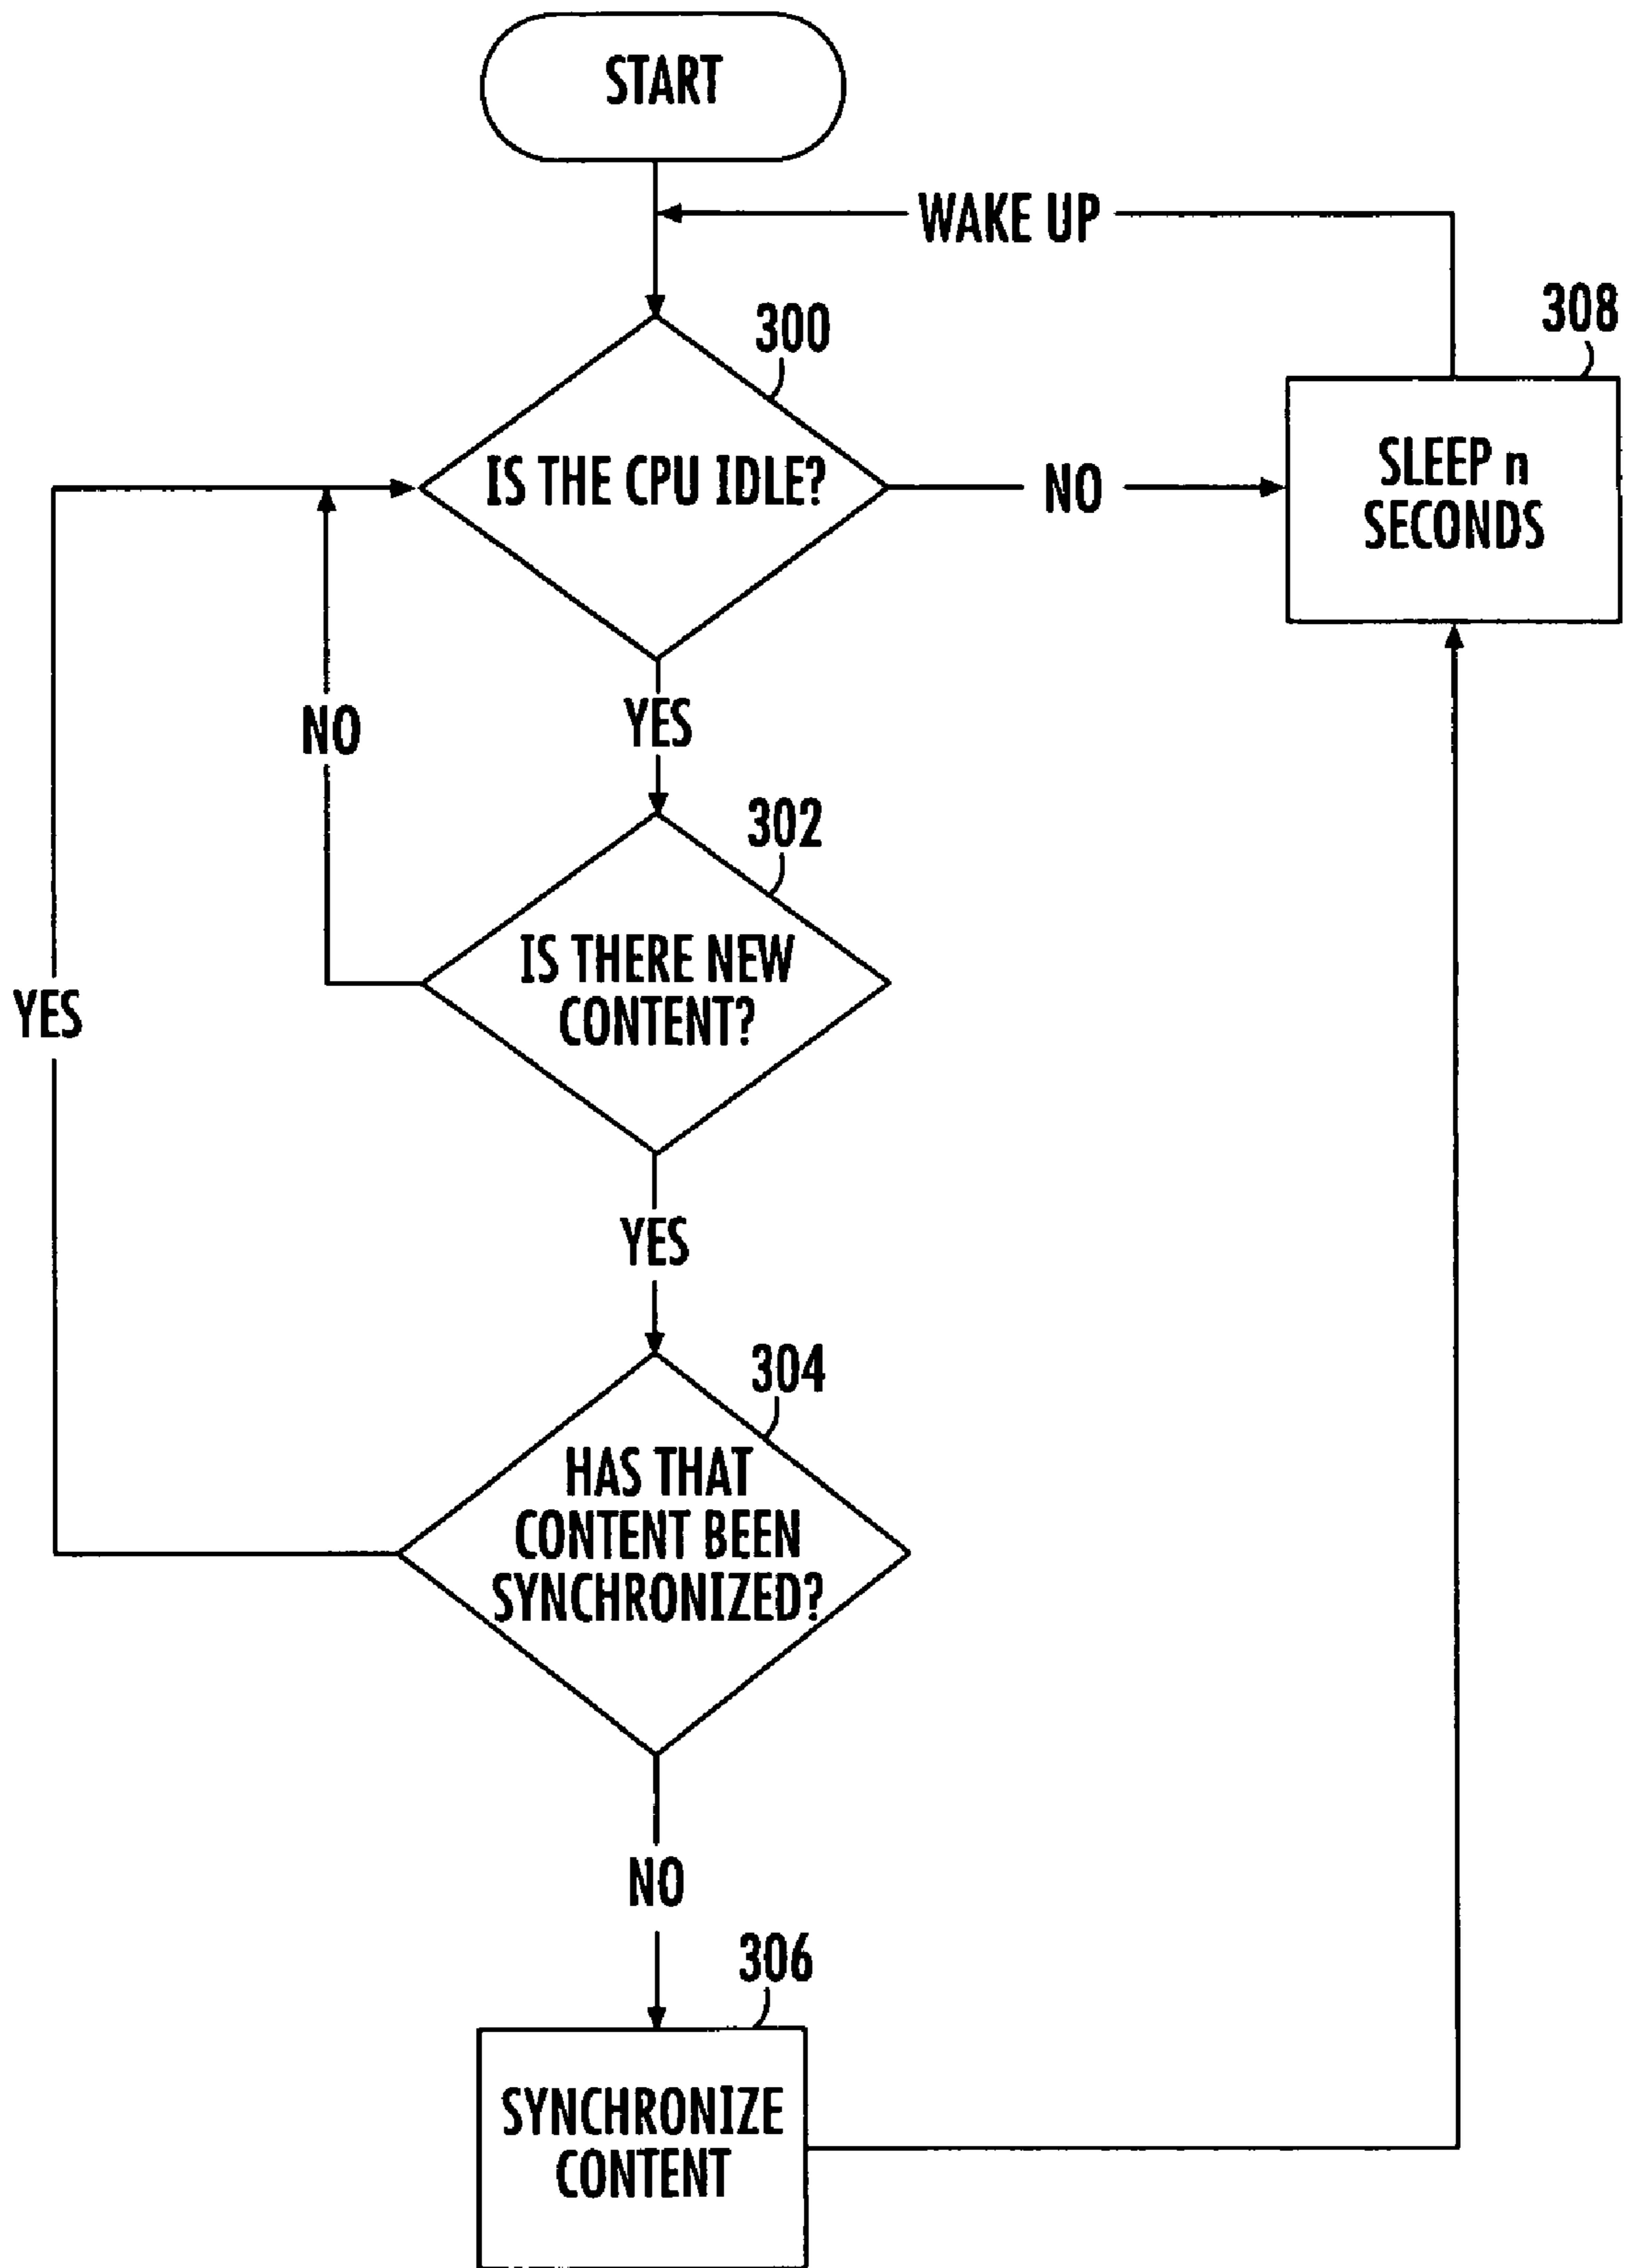 START
WAKE UP
308
300
IS THE CPU IDLE?
NO
SLEEP n
SECONDS
NO
YES
302
IS THERE NEW
CONTENT?
YES
YES
304
HAS THAT
CONTENT BEEN
SYNCHRONIZED?
NO
306
SYNCHRONIZE
CONTENT